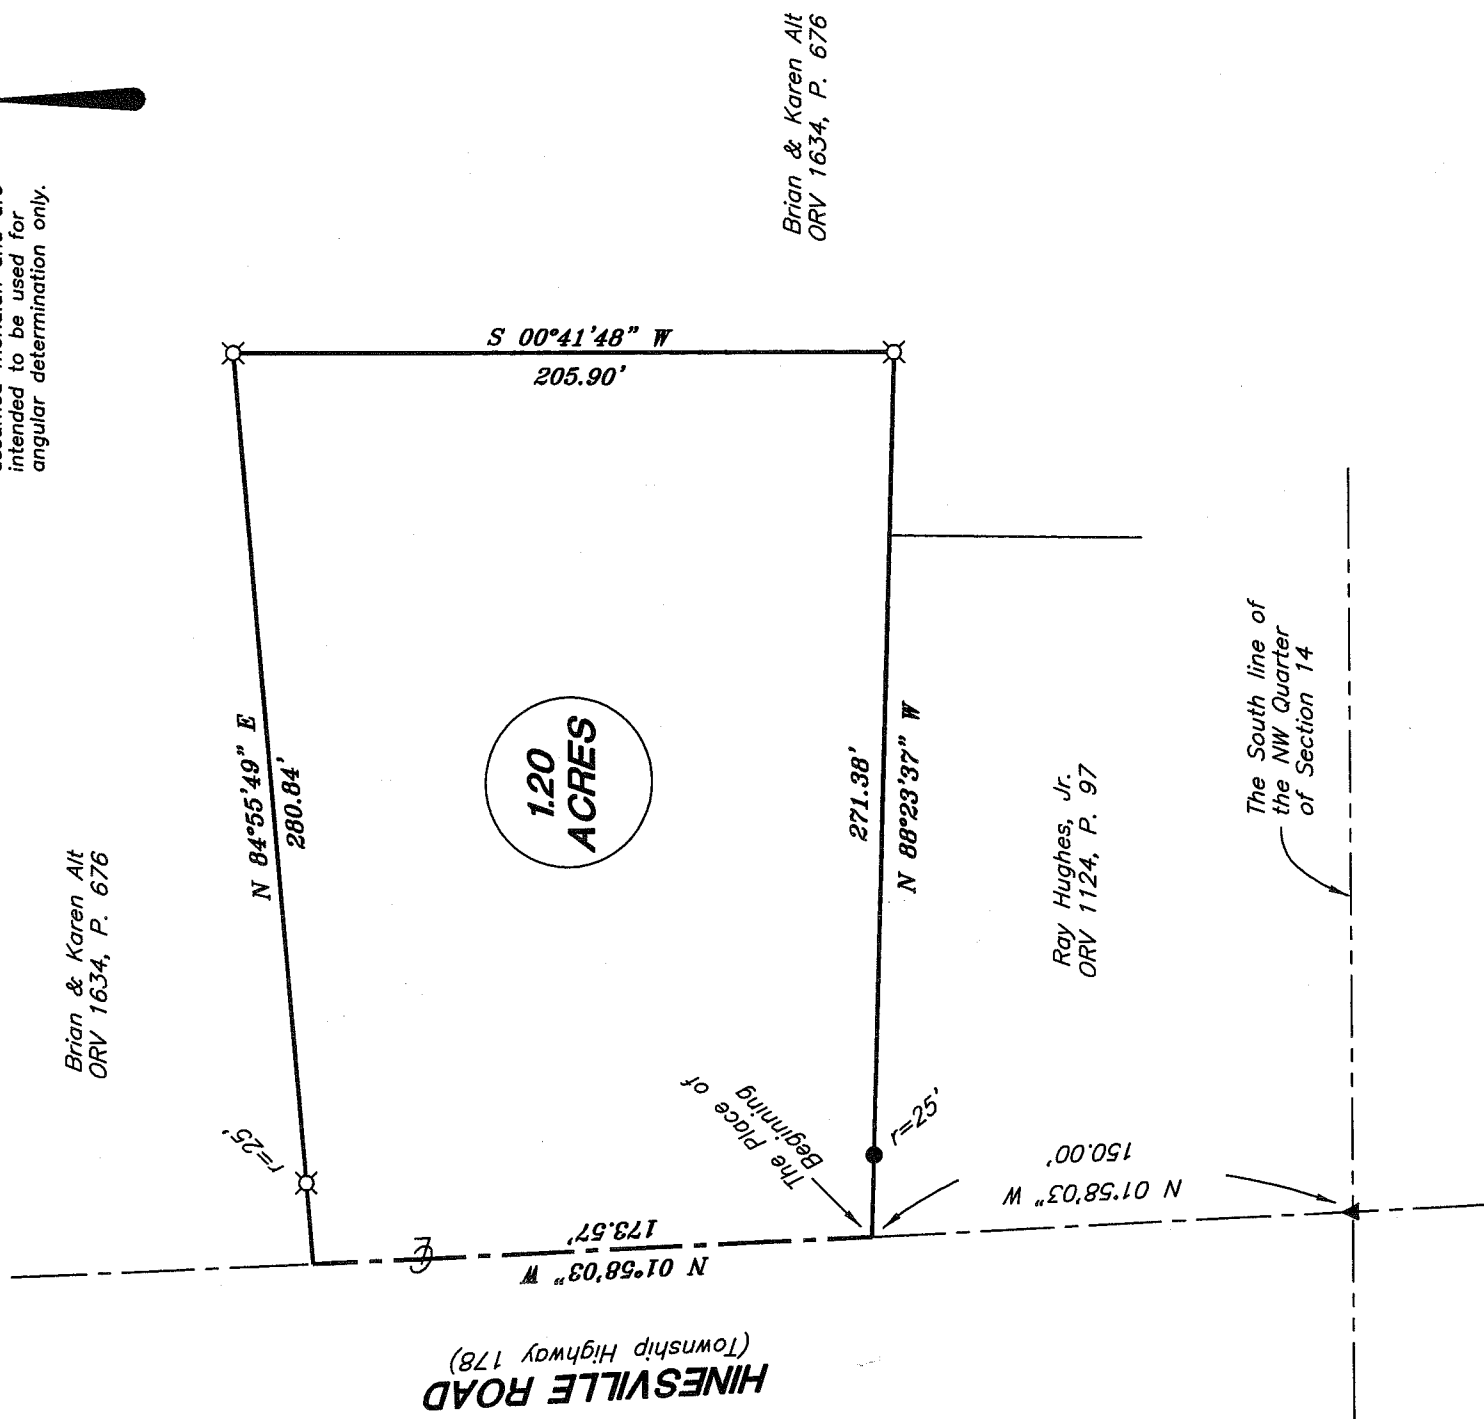 intended to be used for
angular determination only.
Brian & Karen Alt
ORV 1634, P. 676
Brian & Karen Alt
ORV 1634, P. 676
N 84°55'49" E
280.84'
S 00°41'48" W
205.90'
1.20
ACRES
271.38'
N 88°23'37" W
r=25'
r=25'
The Place of
Beginning
173.57'
N 01°58'03" W
HINESVILLE ROAD
(Township Highway 178)
150.00'
N 01°58'03" W
Ray Hughes, Jr.
ORV 1124, P. 97
The South line of
the NW Quarter
of Section 14